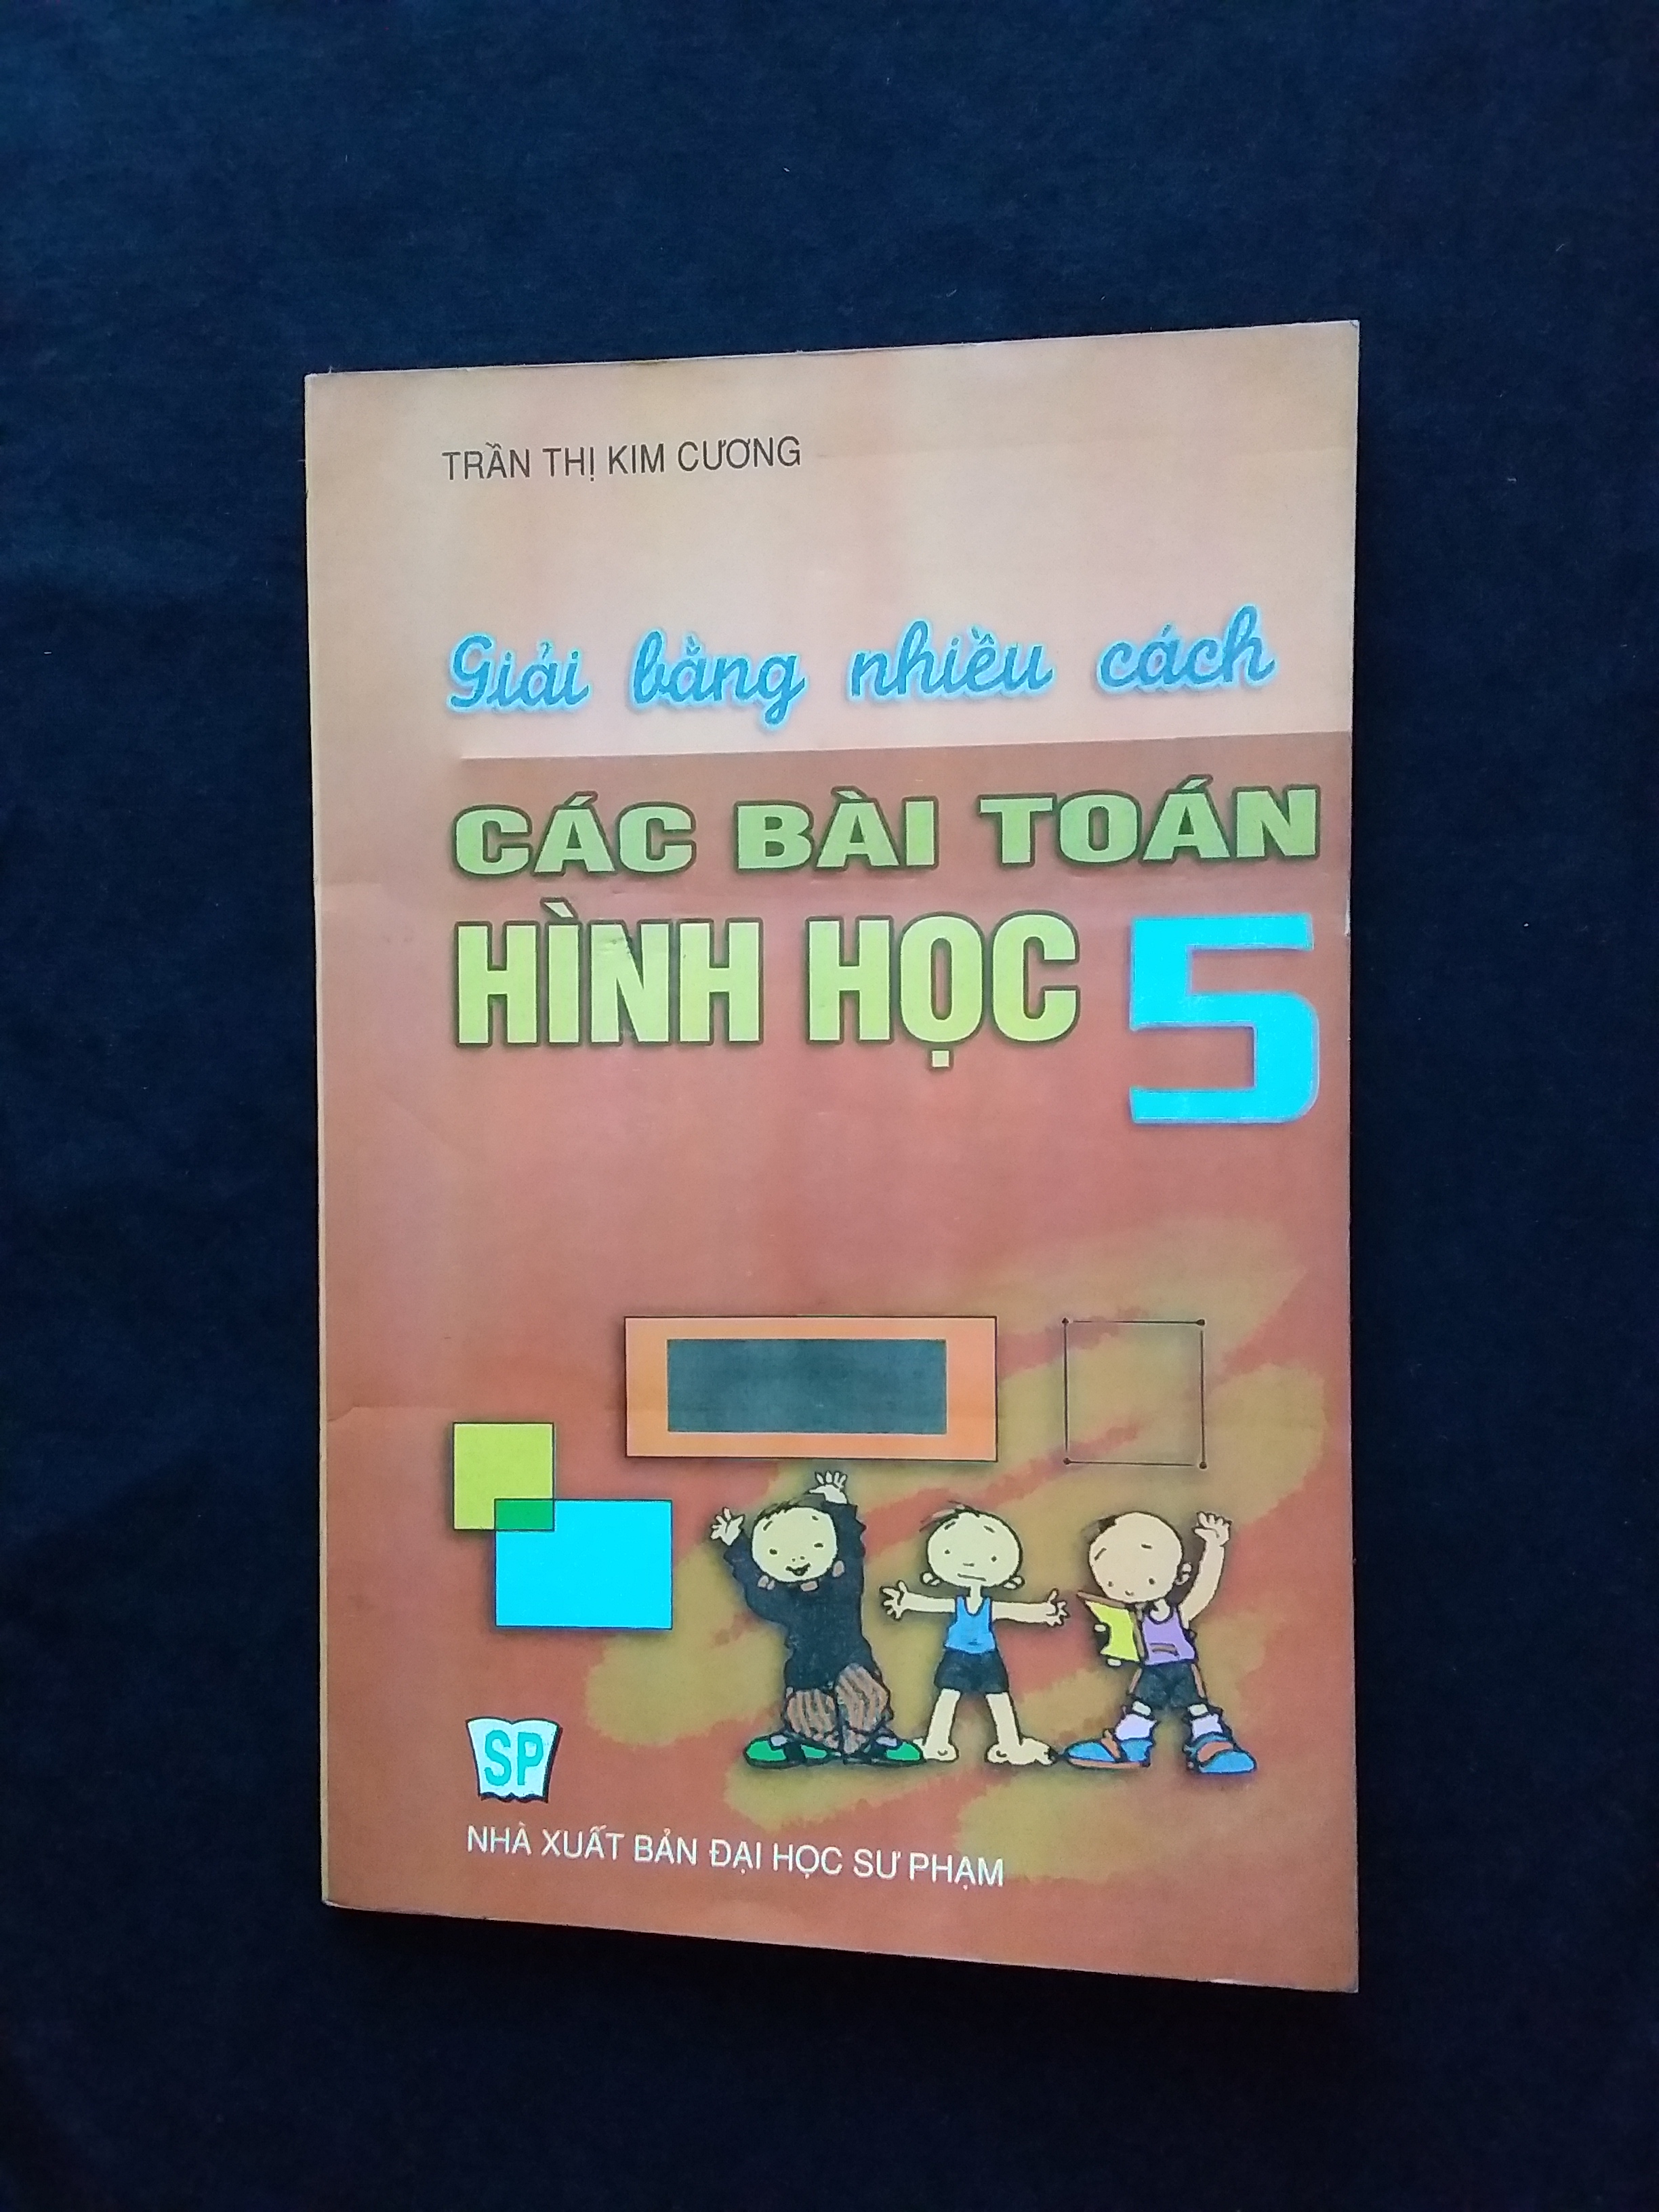 TRẦN THỊ KIM CƯƠNG
Giải bằng nhiều cách
CÁC BÀI TOÁN
HÌNH HỌC 5
SP
NHÀ XUẤT BẢN ĐẠI HỌC SƯ PHẠM